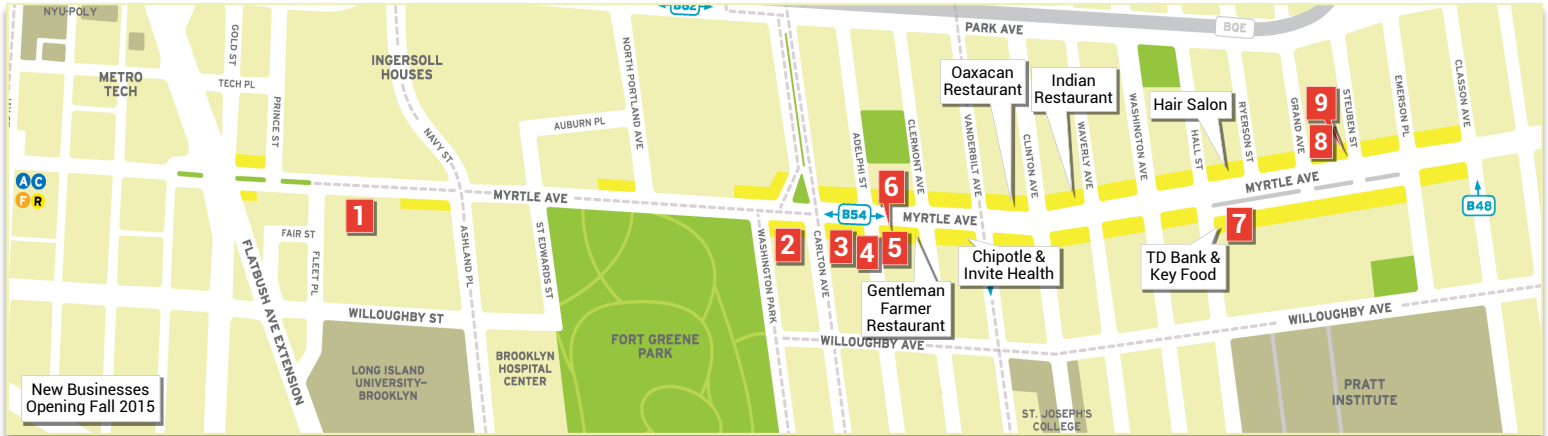 NYU-POLY
METRO
TECH
GOLD ST
TECH PL
PRINCE ST
INGERSOLL
HOUSES
NAVY ST
AUBURN PL
NORTH PORTLAND AVE
B62
PARK AVE
BQE
A C
F R
MYRTLE AVE
1
FAIR ST
FLEET PL
FLATBUSH AVE EXTENSION
WILLOUGHBY ST
ASHLAND PL
ST EDWARDS ST
LONG ISLAND
UNIVERSITY–
BROOKLYN
BROOKLYN
HOSPITAL
CENTER
FORT GREENE
PARK
WASHINGTON PARK
CARLTON AVE
ADELPHI ST
CLERMONT AVE
VANDERBILT AVE
CLINTON AVE
WAVERLY AVE
WASHINGTON AVE
HALL ST
RYERSON ST
GRAND AVE
STEUBEN ST
EMERSON PL
CLASSON AVE
Oaxacan
Restaurant
Indian
Restaurant
Hair Salon
9
8
6
B54
MYRTLE AVE
MYRTLE AVE
B48
2
3
4
5
7
Gentleman
Farmer
Restaurant
Chipotle &
Invite Health
TD Bank &
Key Food
WILLOUGHBY AVE
WILLOUGHBY AVE
ST. JOSEPH'S
COLLEGE
PRATT
INSTITUTE
New Businesses
Opening Fall 2015